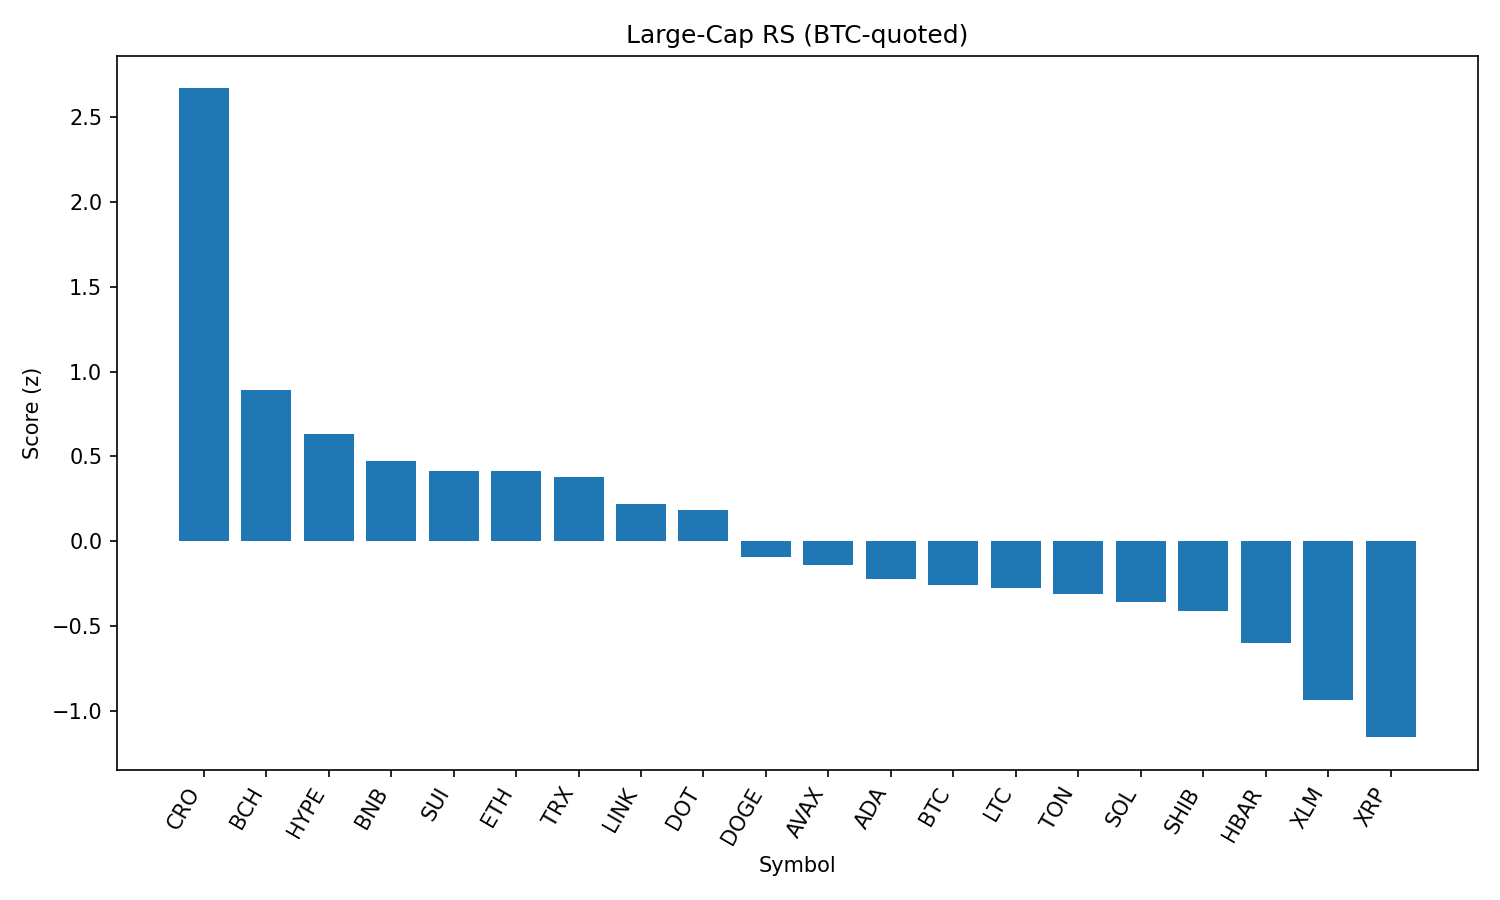 Large-Cap RS (BTC-quoted)
Score (z)
2.5
2.0
1.5
1.0
0.5
0.0
−0.5
−1.0
CRO
BCH
HYPE
BNB
SUI
ETH
TRX
LINK
DOT
DOGE
AVAX
ADA
BTC
LTC
TON
SOL
SHIB
HBAR
XLM
XRP
Symbol